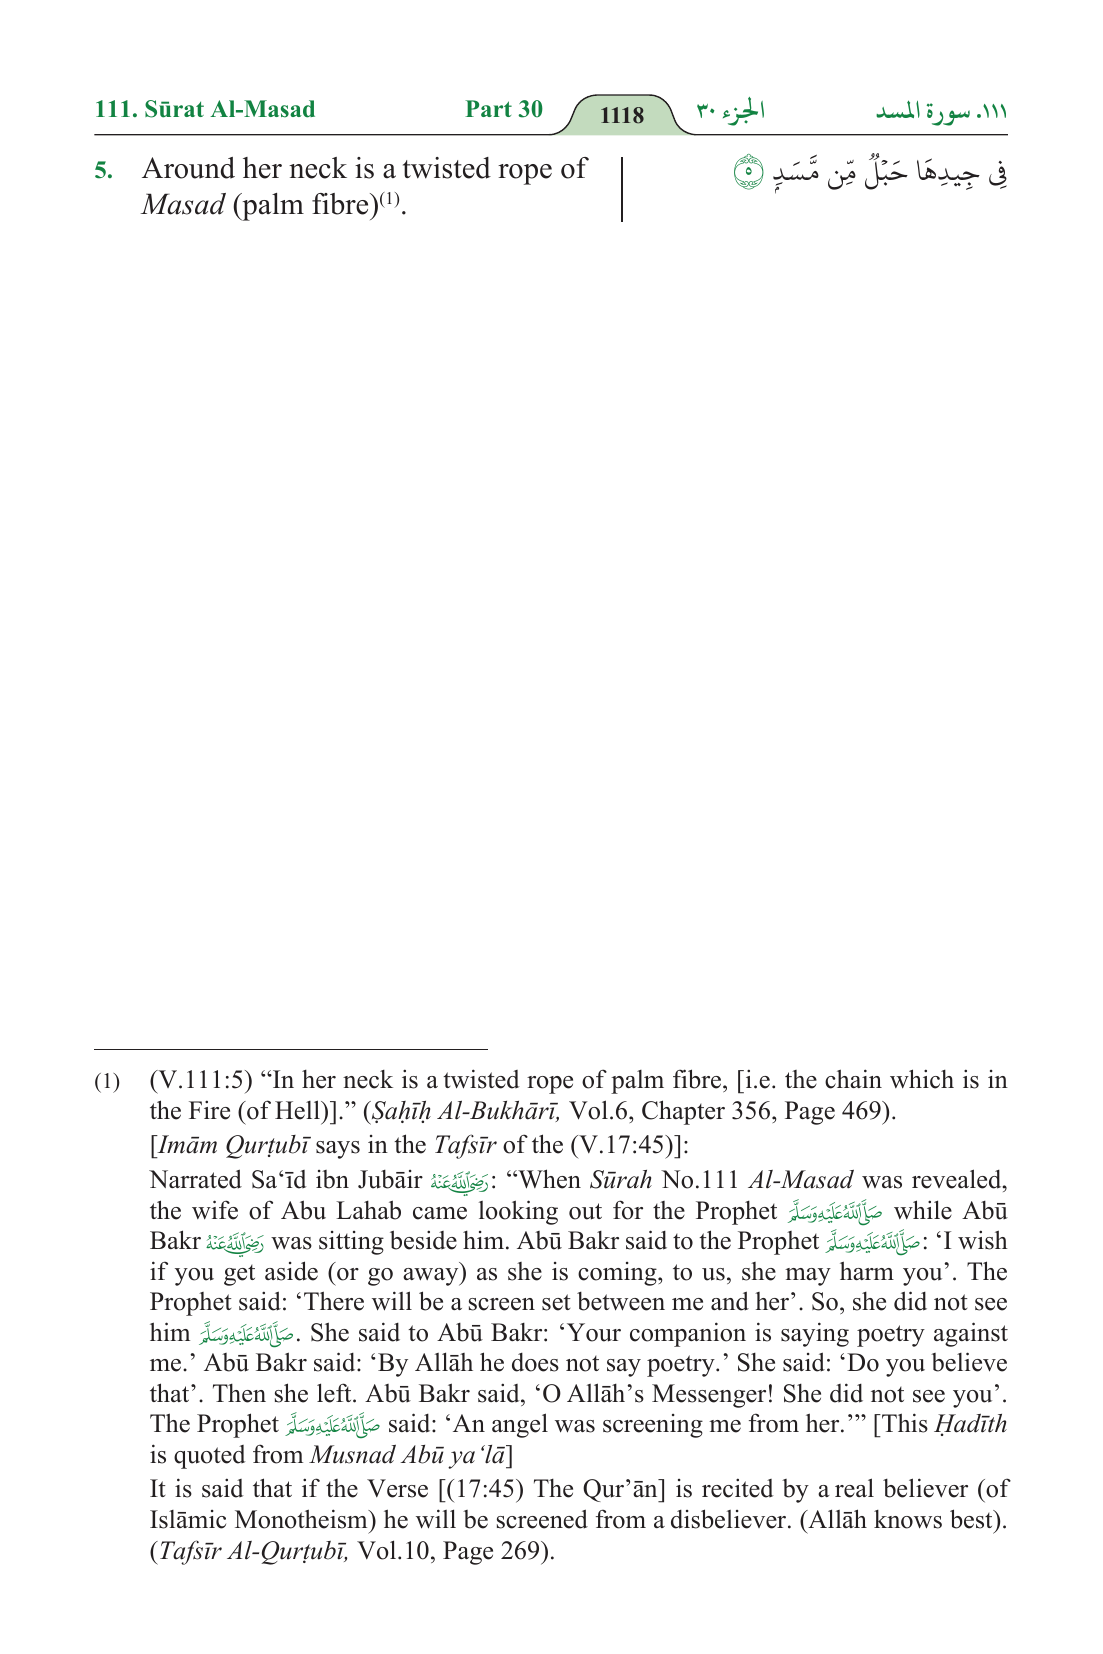 111. Sūrat Al-Masad Part 30 1118 الجزء ٣٠ ١١١. سورة المسد
5. Around her neck is a twisted rope of
Masad (palm fibre)(1).
فِى جِيدِهَا حَبْلٌ مِّن مَّسَدٍۭ ٥
(1) (V.111:5) “In her neck is a twisted rope of palm fibre, [i.e. the chain which is in
the Fire (of Hell)].” (Ṣaḥīḥ Al-Bukhārī, Vol.6, Chapter 356, Page 469).
[Imām Qurṭubī says in the Tafsīr of the (V.17:45)]:
Narrated Sa‘īd ibn Jubāir رَضِيَ اللَّهُ عَنْهُ: “When Sūrah No.111 Al-Masad was revealed,
the wife of Abu Lahab came looking out for the Prophet صَلَّى اللَّهُ عَلَيْهِ وَسَلَّمَ while Abū
Bakr رَضِيَ اللَّهُ عَنْهُ was sitting beside him. Abū Bakr said to the Prophet صَلَّى اللَّهُ عَلَيْهِ وَسَلَّمَ: ‘I wish
if you get aside (or go away) as she is coming, to us, she may harm you’. The
Prophet said: ‘There will be a screen set between me and her’. So, she did not see
him صَلَّى اللَّهُ عَلَيْهِ وَسَلَّمَ. She said to Abū Bakr: ‘Your companion is saying poetry against
me.’ Abū Bakr said: ‘By Allāh he does not say poetry.’ She said: ‘Do you believe
that’. Then she left. Abū Bakr said, ‘O Allāh’s Messenger! She did not see you’.
The Prophet صَلَّى اللَّهُ عَلَيْهِ وَسَلَّمَ said: ‘An angel was screening me from her.’” [This Ḥadīth
is quoted from Musnad Abū ya‘lā]
It is said that if the Verse [(17:45) The Qur’ān] is recited by a real believer (of
Islāmic Monotheism) he will be screened from a disbeliever. (Allāh knows best).
(Tafsīr Al-Qurṭubī, Vol.10, Page 269).